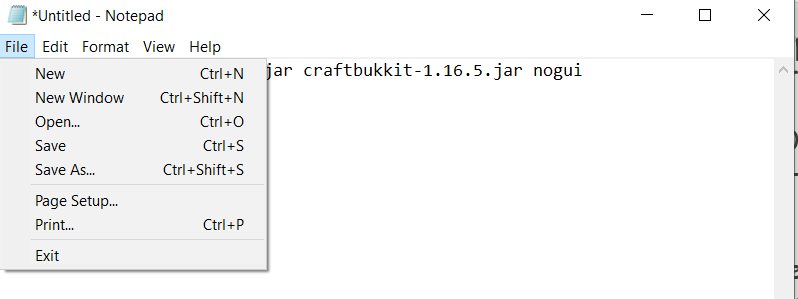 *Untitled - Notepad
File Edit Format View Help
jar craftbukkit-1.16.5.jar nogui
New Ctrl+N
New Window Ctrl+Shift+N
Open... Ctrl+O
Save Ctrl+S
Save As... Ctrl+Shift+S
Page Setup...
Print... Ctrl+P
Exit